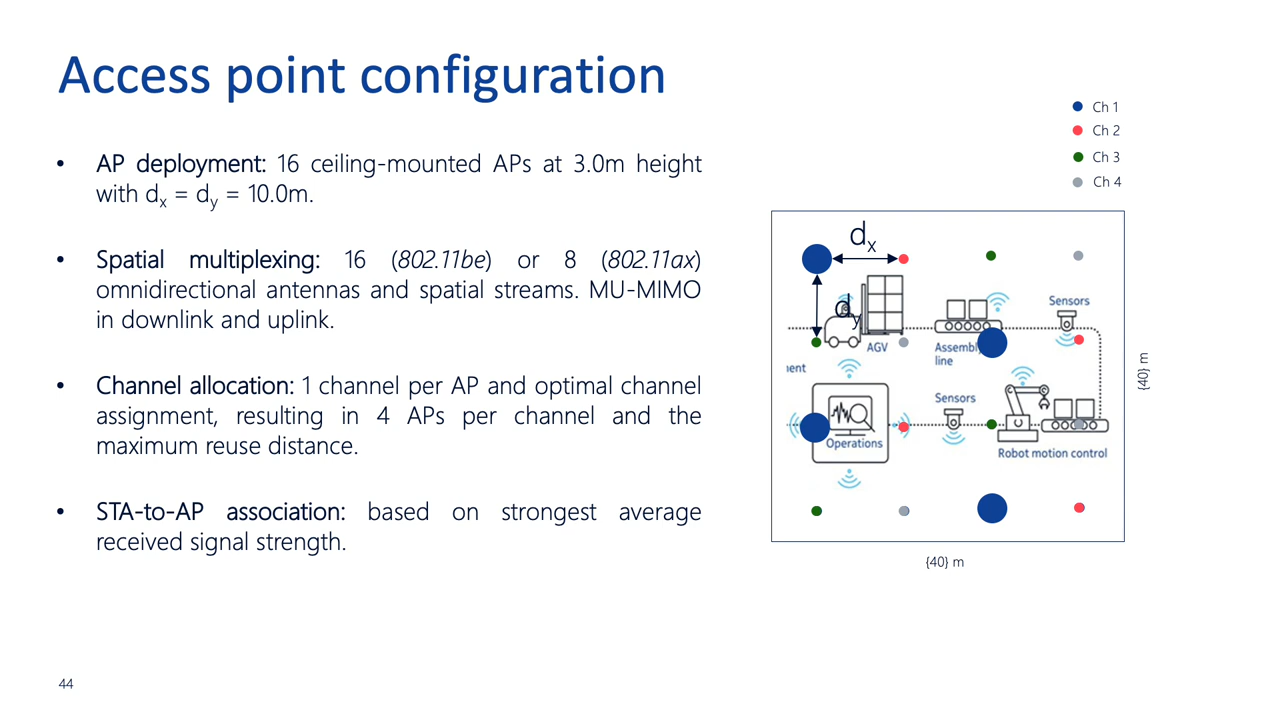 Access point configuration
Ch 1
Ch 2
Ch 3
Ch 4
• AP deployment: 16 ceiling-mounted APs at 3.0m height
with dx = dy = 10.0m.
• Spatial multiplexing: 16 (802.11be) or 8 (802.11ax)
omnidirectional antennas and spatial streams. MU-MIMO
in downlink and uplink.
• Channel allocation: 1 channel per AP and optimal channel
assignment, resulting in 4 APs per channel and the
maximum reuse distance.
• STA-to-AP association: based on strongest average
received signal strength.
dx
dy
Sensors
AGV
Assembly
line
ment
Sensors
Operations
Robot motion control
{40} m
{40} m
44